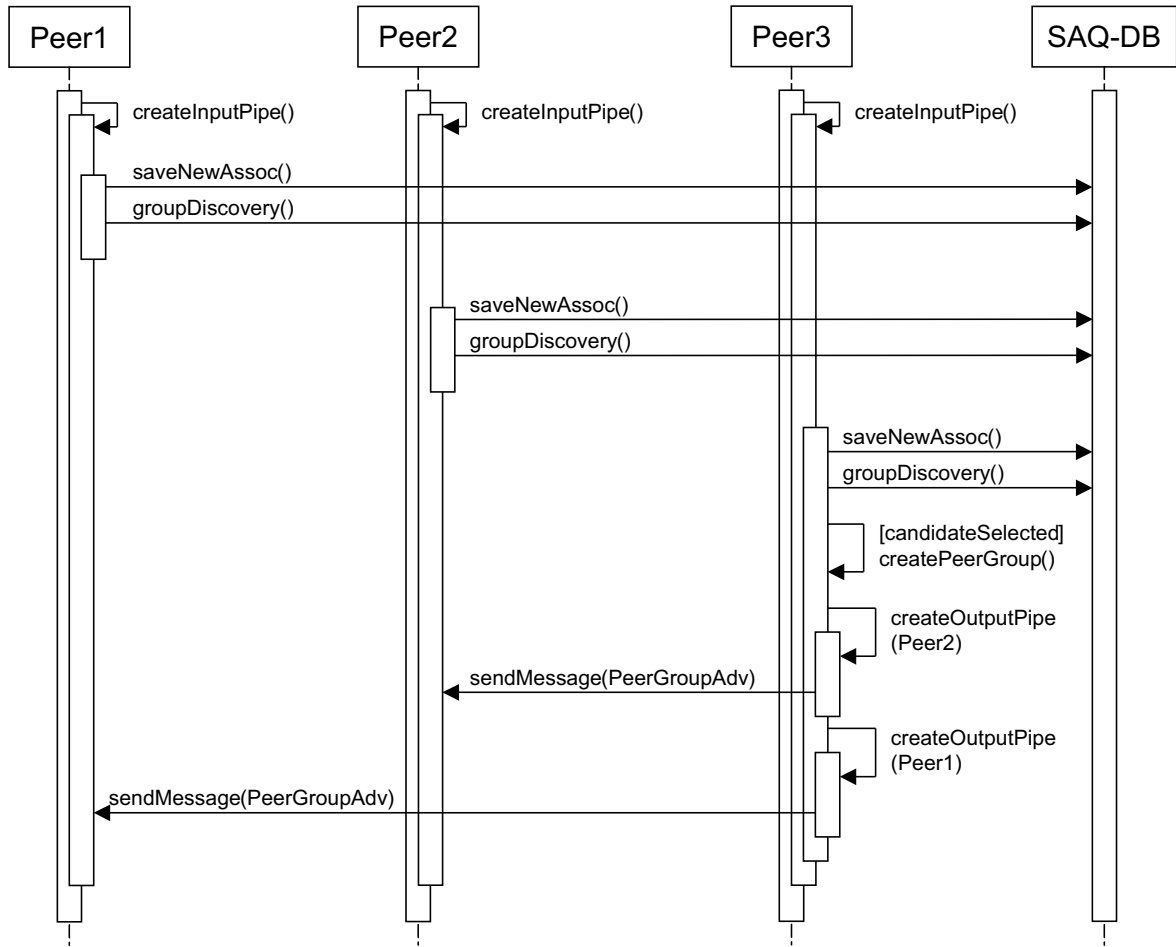 Peer1
Peer2
Peer3
SAQ-DB
createInputPipe()
createInputPipe()
createInputPipe()
saveNewAssoc()
groupDiscovery()
saveNewAssoc()
groupDiscovery()
saveNewAssoc()
groupDiscovery()
[candidateSelected]
createPeerGroup()
createOutputPipe
(Peer2)
sendMessage(PeerGroupAdv)
createOutputPipe
(Peer1)
sendMessage(PeerGroupAdv)